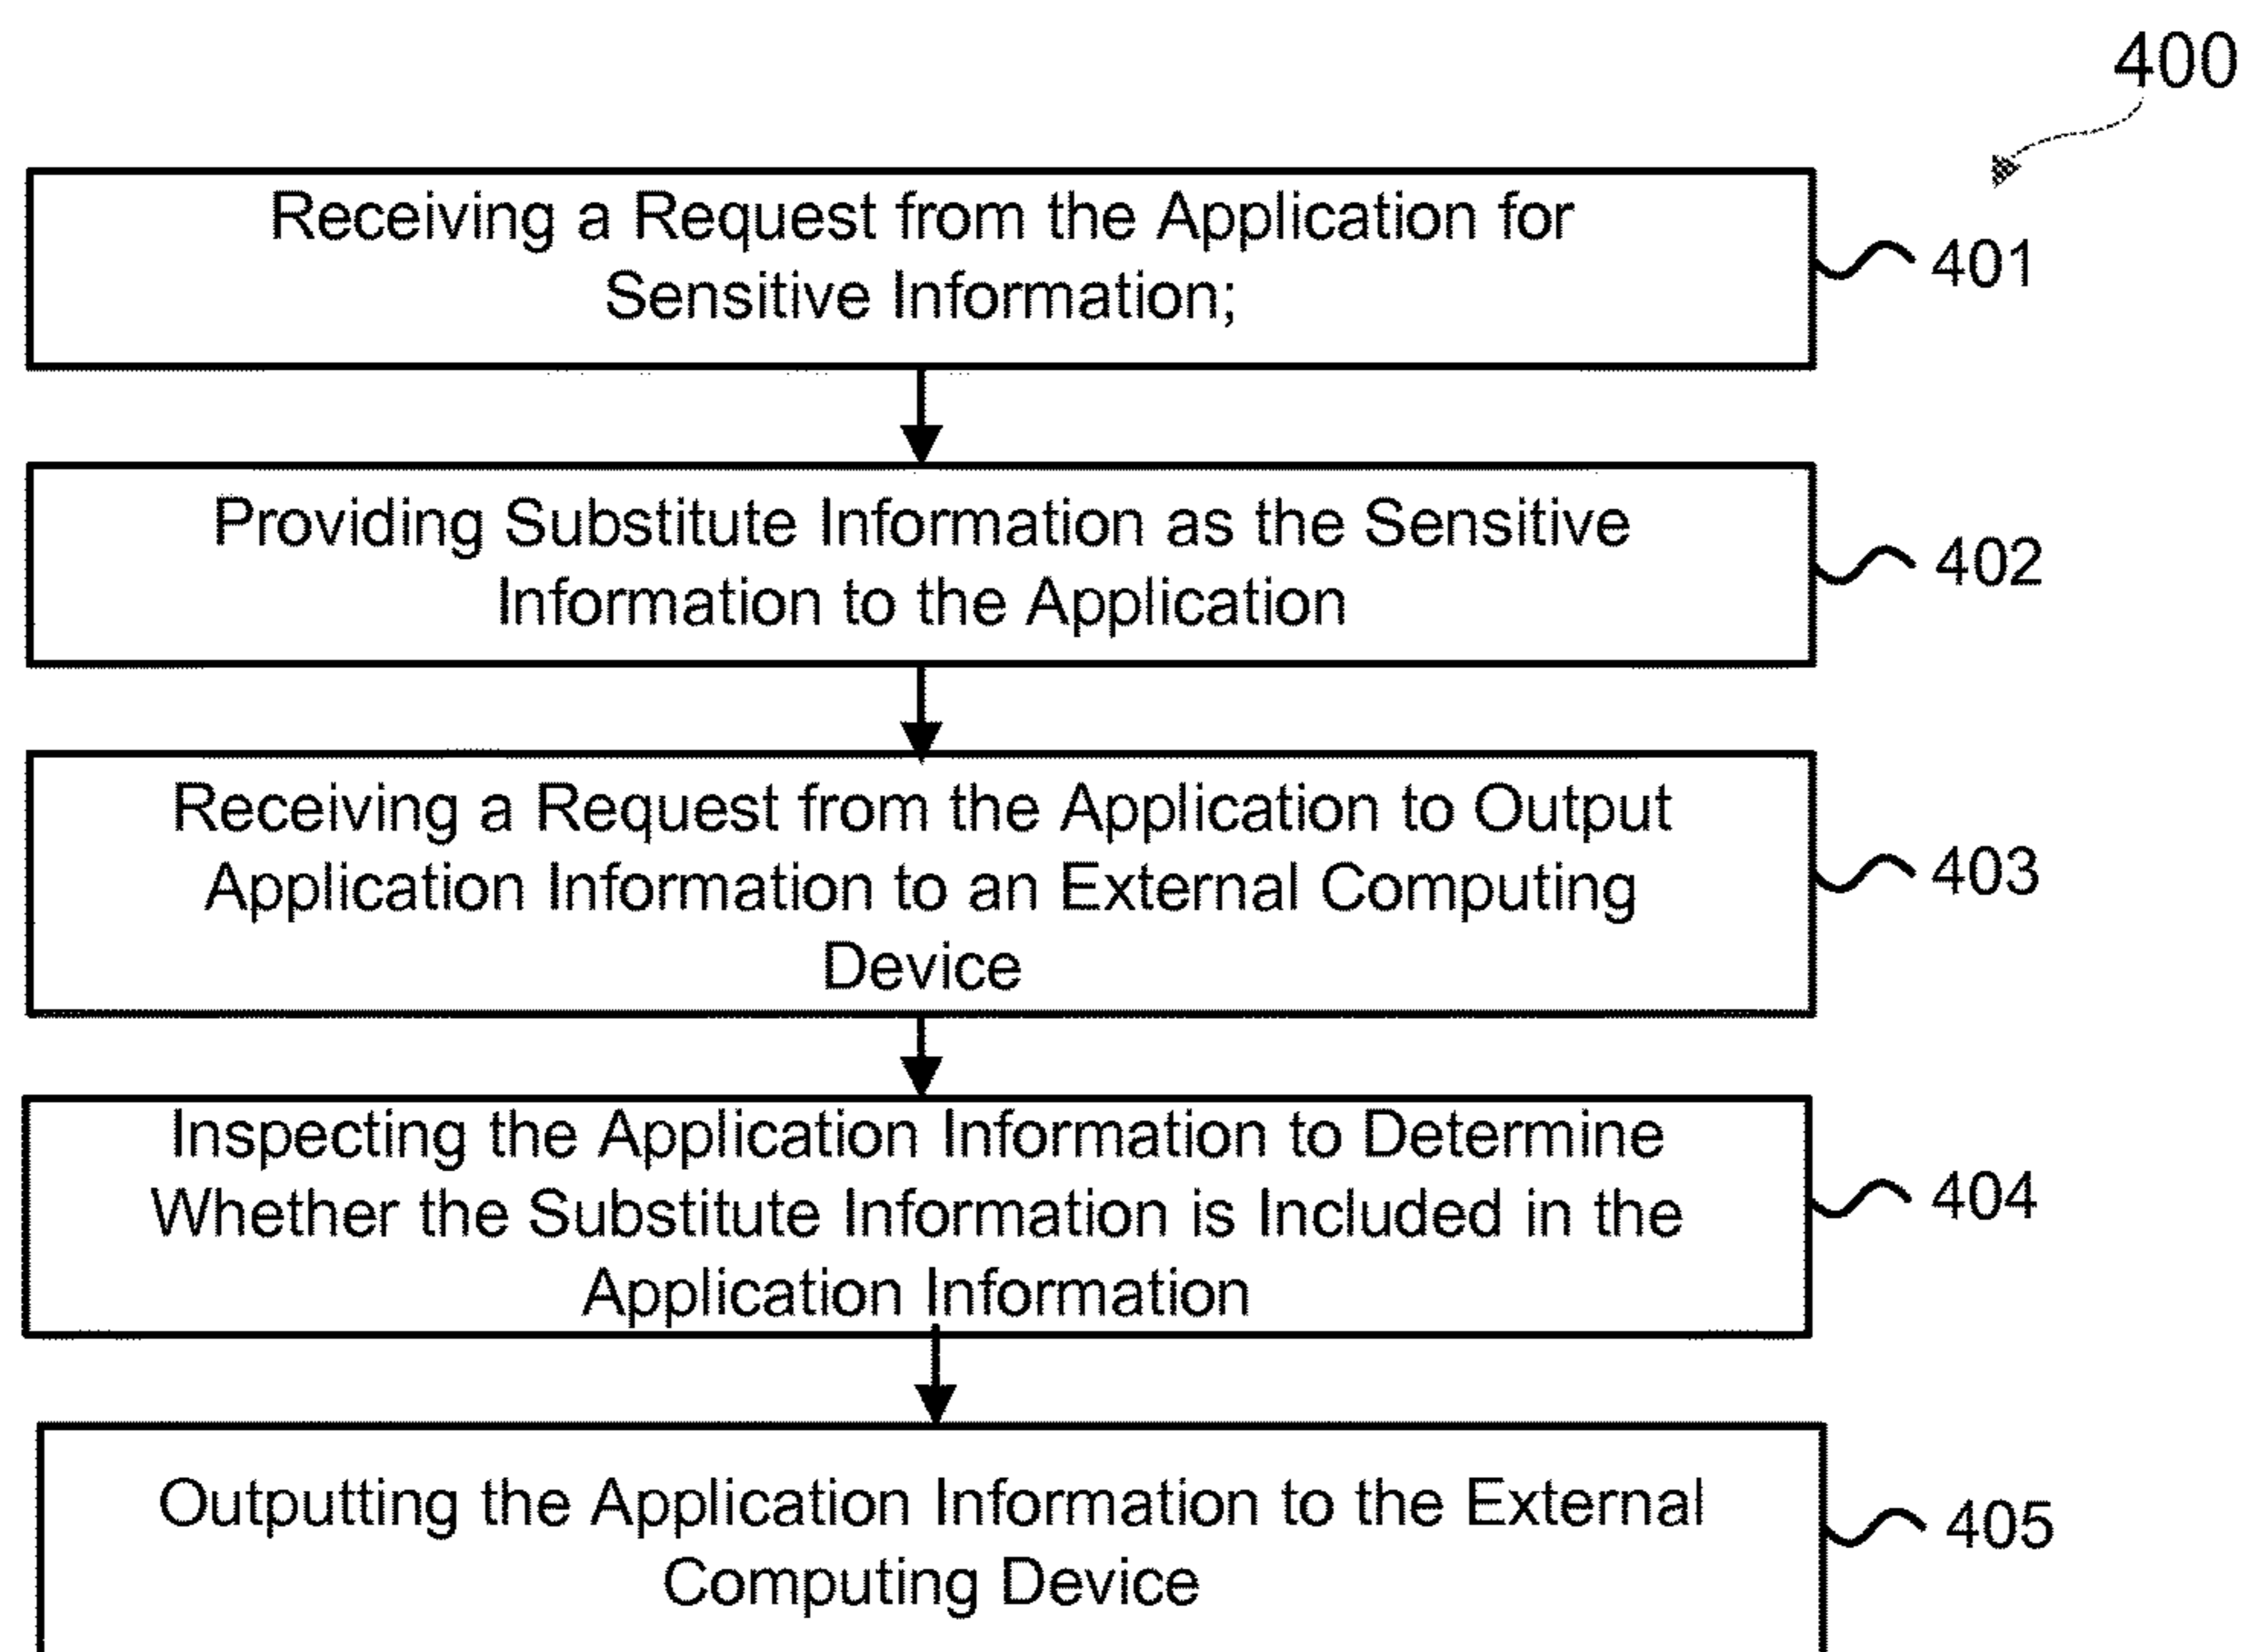 400
Receiving a Request from the Application for
Sensitive Information;
401
Providing Substitute Information as the Sensitive
Information to the Application
402
Receiving a Request from the Application to Output
Application Information to an External Computing
Device
403
Inspecting the Application Information to Determine
Whether the Substitute Information is Included in the
Application Information
404
Outputting the Application Information to the External
Computing Device
405